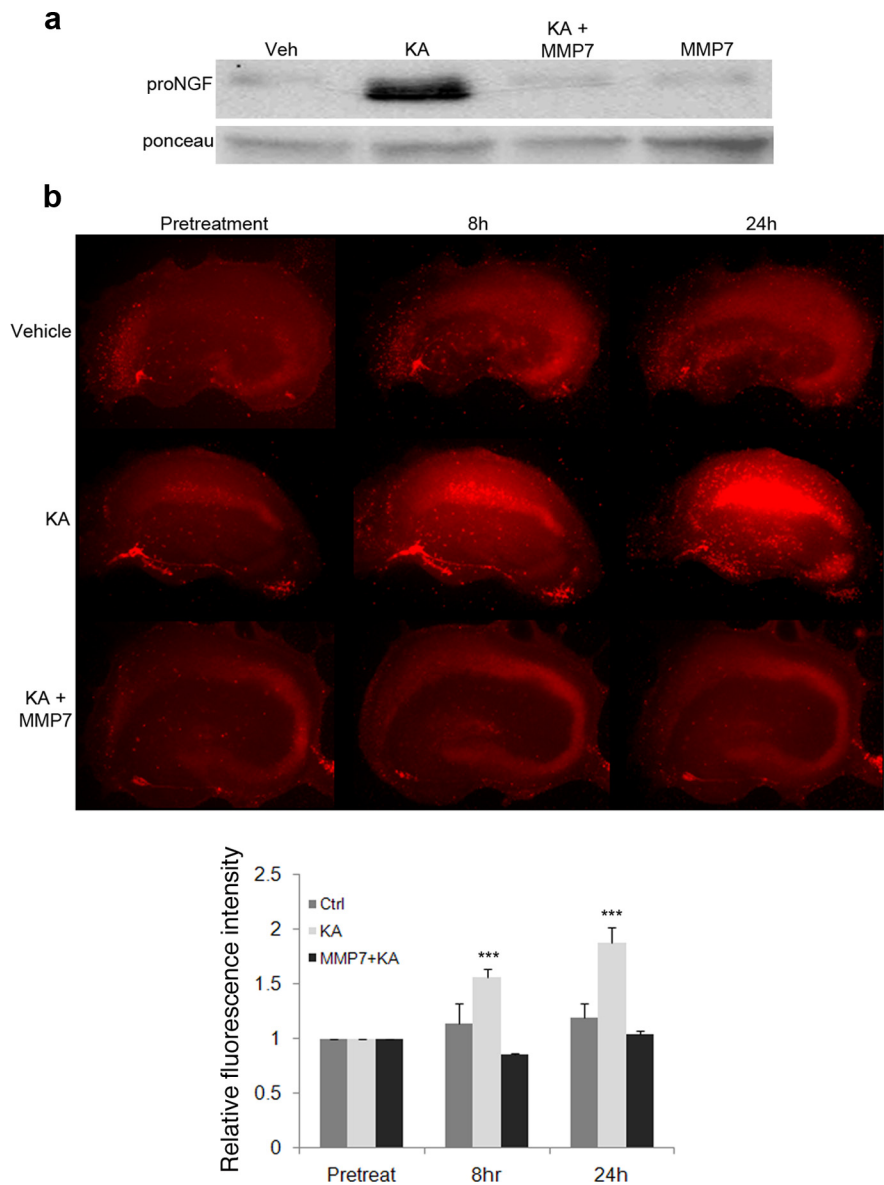 a
Veh KA KA + MMP7 MMP7
proNGF
ponceau
b
Pretreatment 8h 24h
Vehicle
KA
KA +
MMP7
Relative fluorescence intensity
2.5
2
1.5
1
0.5
0
Ctrl
KA
MMP7+KA
***
***
Pretreat 8hr 24h